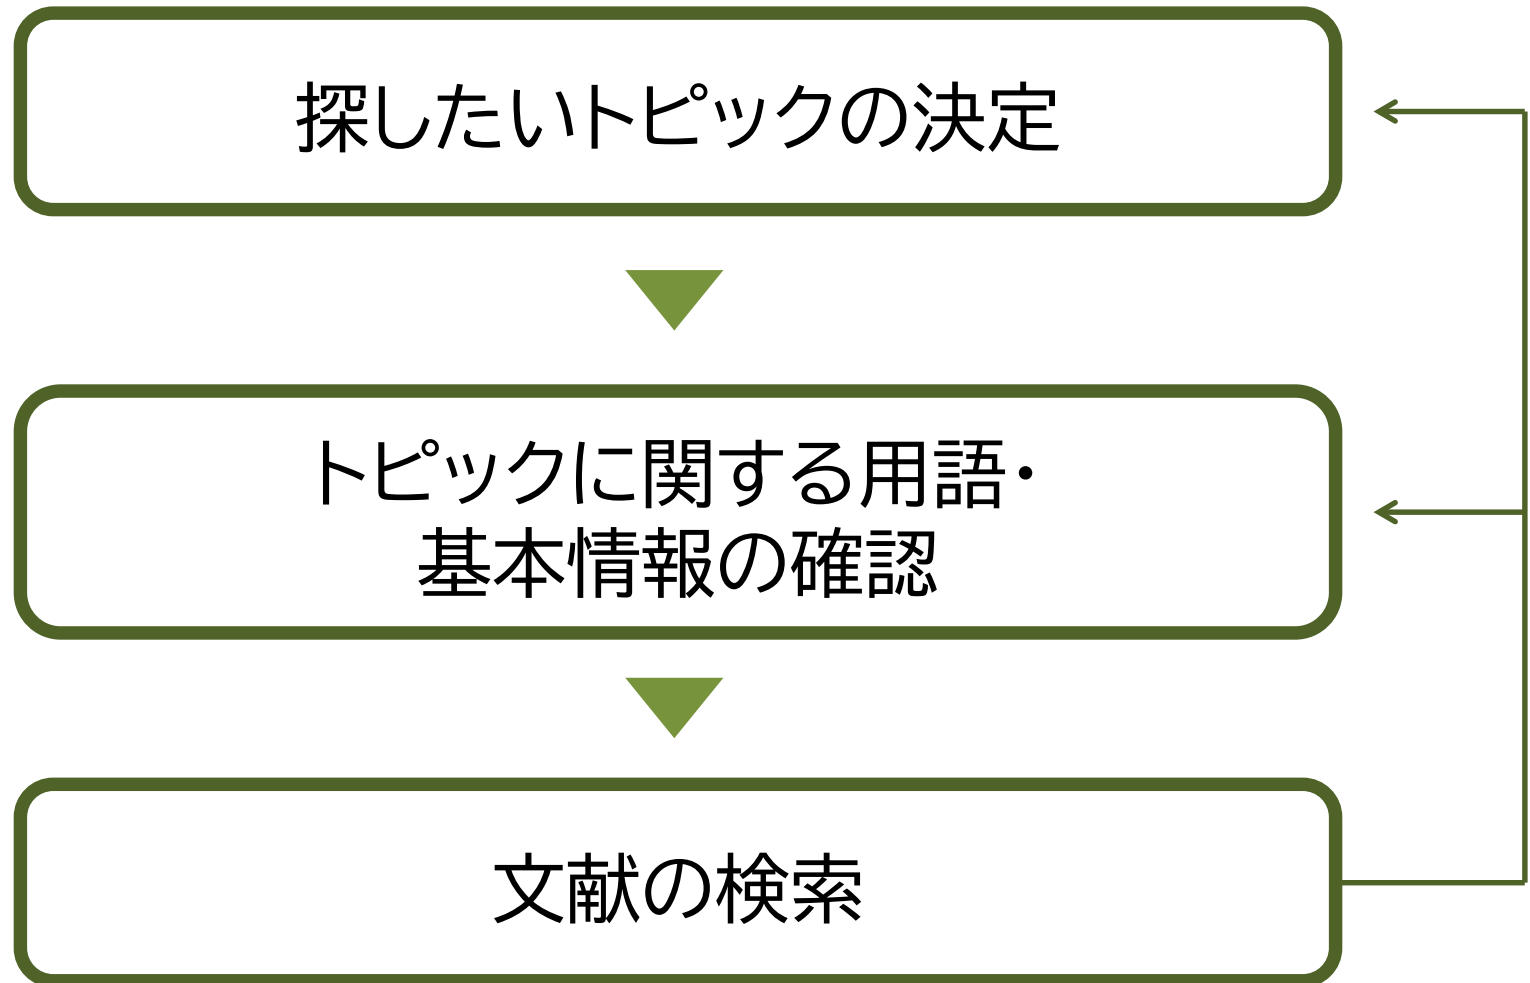 探したいトピックの決定
トピックに関する用語・
基本情報の確認
文献の検索